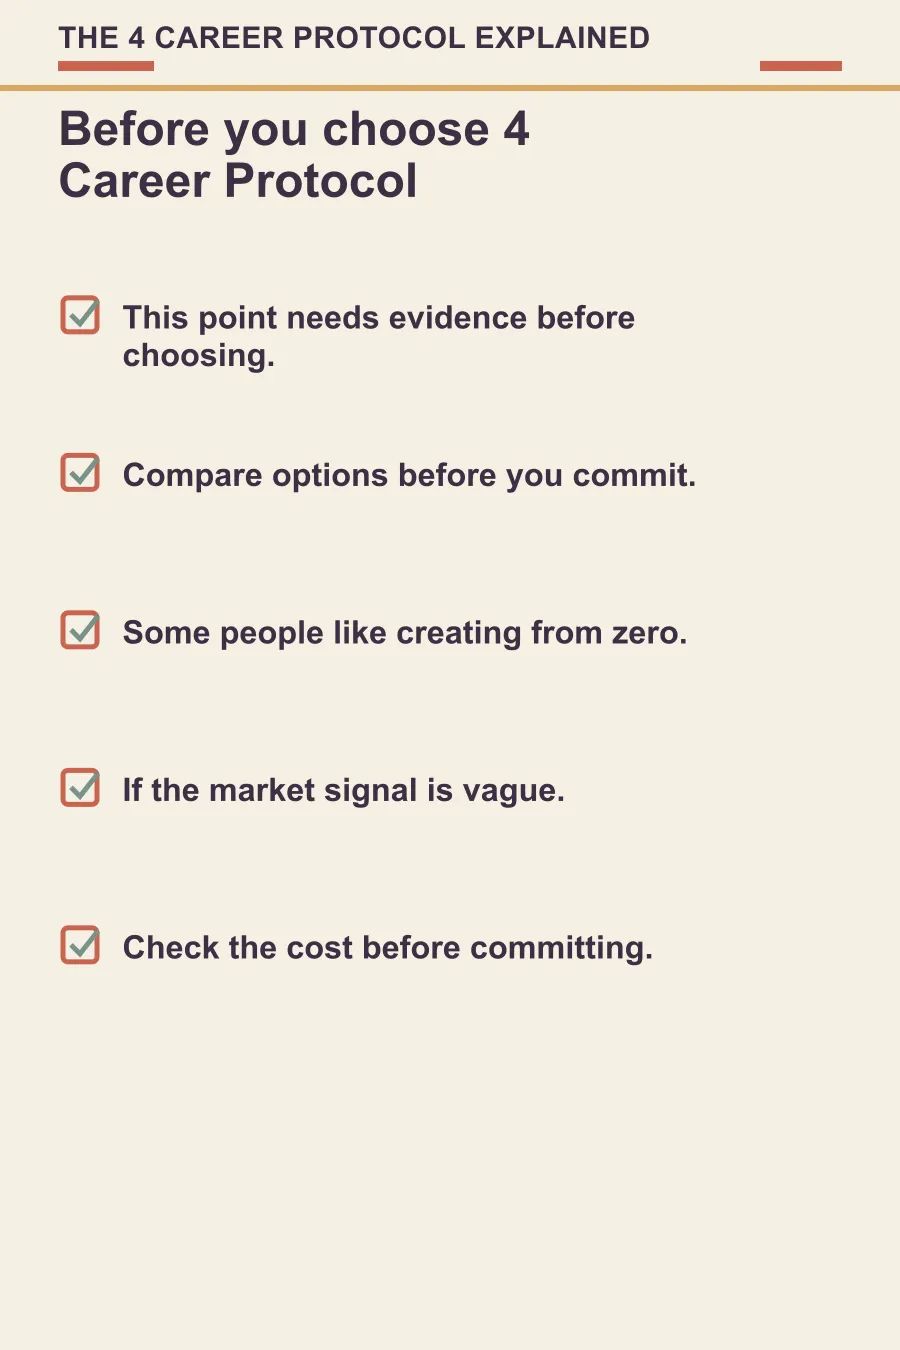 THE 4 CAREER PROTOCOL EXPLAINED
Before you choose 4
Career Protocol
This point needs evidence before
choosing.
Compare options before you commit.
Some people like creating from zero.
If the market signal is vague.
Check the cost before committing.